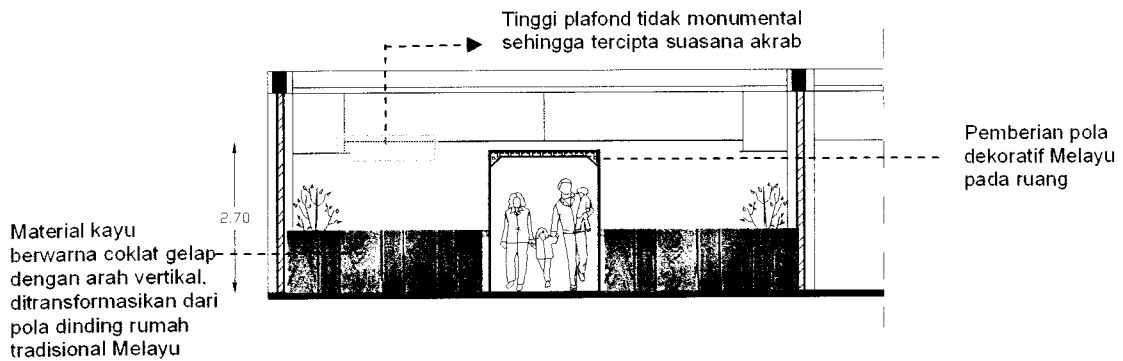 Tinggi plafond tidak monumental
sehingga tercipta suasana akrab
Pemberian pola
dekoratif Melayu
pada ruang
2.70
Material kayu
berwarna coklat gelap
dengan arah vertikal,
ditransformasikan dari
pola dinding rumah
tradisional Melayu